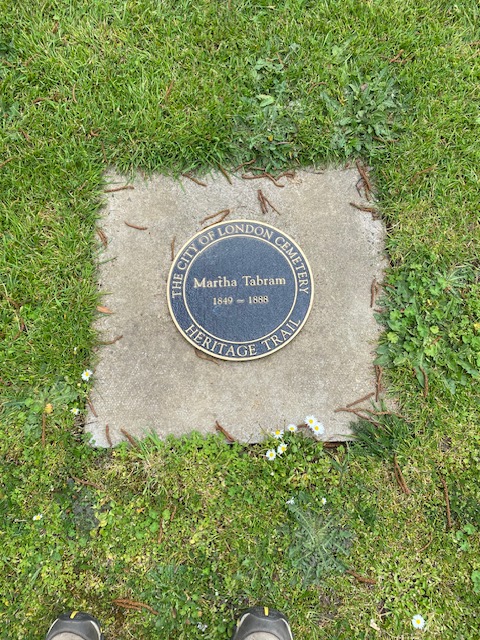 THE CITY OF LONDON CEMETERY
Martha Tabram
1849 – 1888
HERITAGE TRAIL